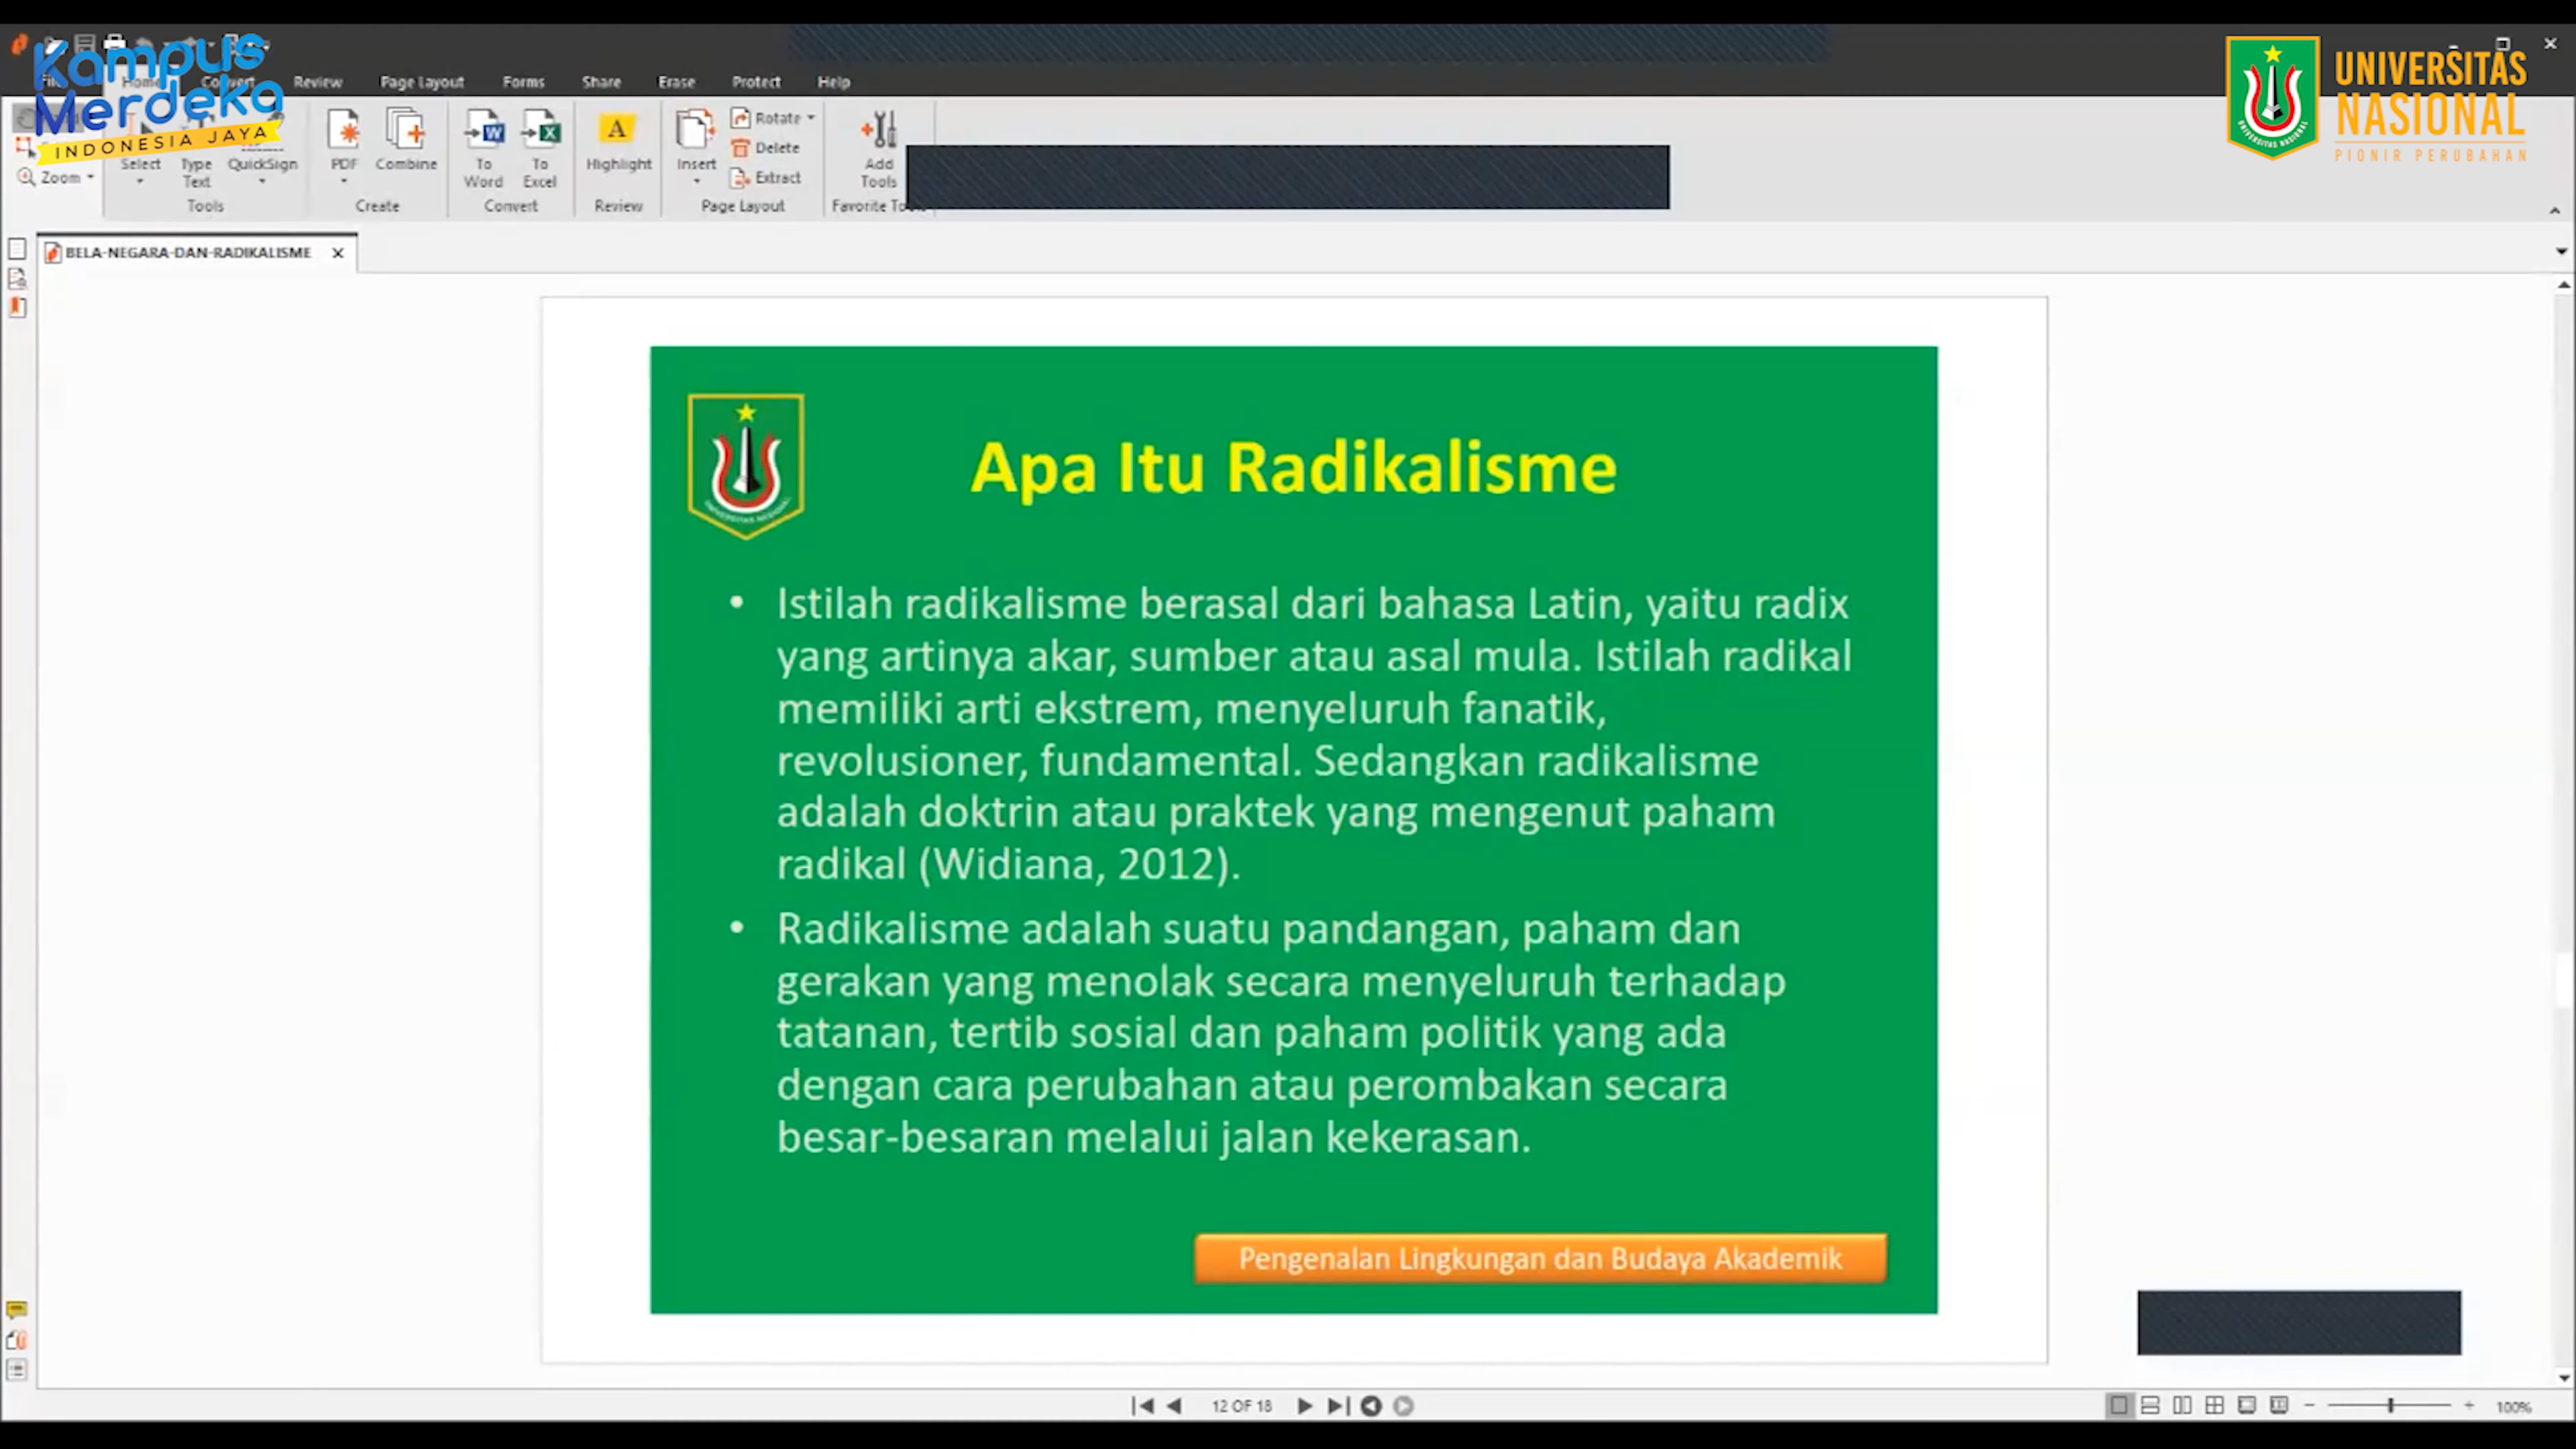 Kampus
Merdeka
INDONESIA JAYA
UNIVERSITAS
NASIONAL
PIONIR PERUBAHAN
Home Convert Review Page Layout Forms Share Erase Protect Help
Zoom
Select
Type Text
QuickSign
Tools
PDF
Combine
Create
To Word
To Excel
Convert
Highlight
Review
Insert
Rotate
Delete
Extract
Page Layout
Add Tools
BELA-NEGARA-DAN-RADIKALISME
UNIVERSITAS NASIONAL
Apa Itu Radikalisme
• Istilah radikalisme berasal dari bahasa Latin, yaitu radix
yang artinya akar, sumber atau asal mula. Istilah radikal
memiliki arti ekstrem, menyeluruh fanatik,
revolusioner, fundamental. Sedangkan radikalisme
adalah doktrin atau praktek yang mengenut paham
radikal (Widiana, 2012).
• Radikalisme adalah suatu pandangan, paham dan
gerakan yang menolak secara menyeluruh terhadap
tatanan, tertib sosial dan paham politik yang ada
dengan cara perubahan atau perombakan secara
besar-besaran melalui jalan kekerasan.
Pengenalan Lingkungan dan Budaya Akademik
12 OF 18
100%